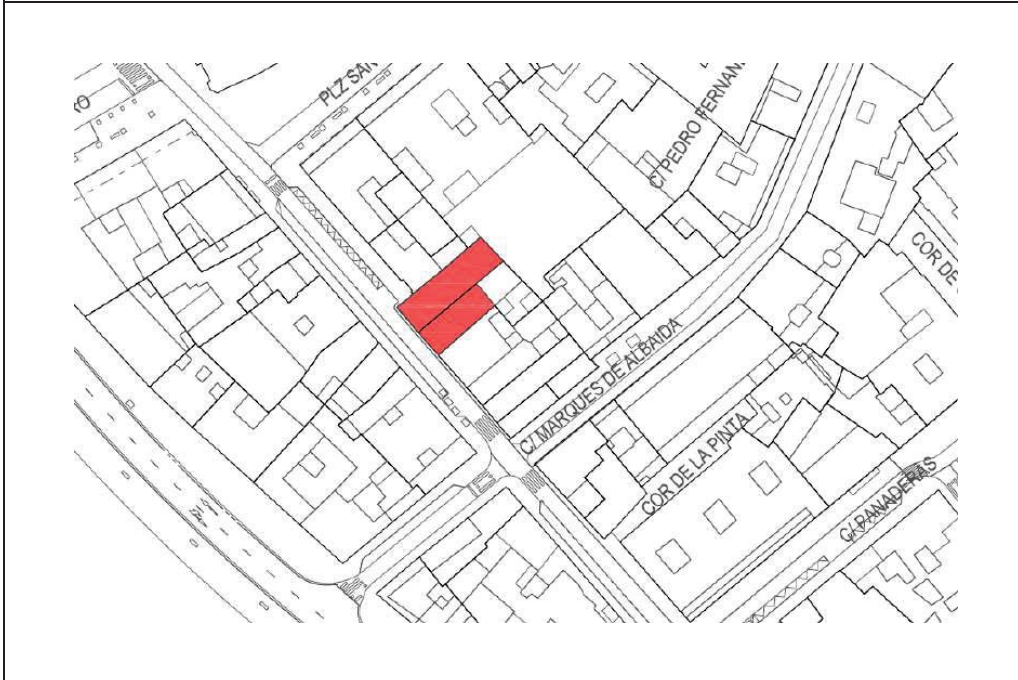 PLZ SAN
C/ PEDRO FERNAN
COR DE
C/ MARQUES DE ALBAIDA
COR DE LA PINTA
C/ PANADERAS